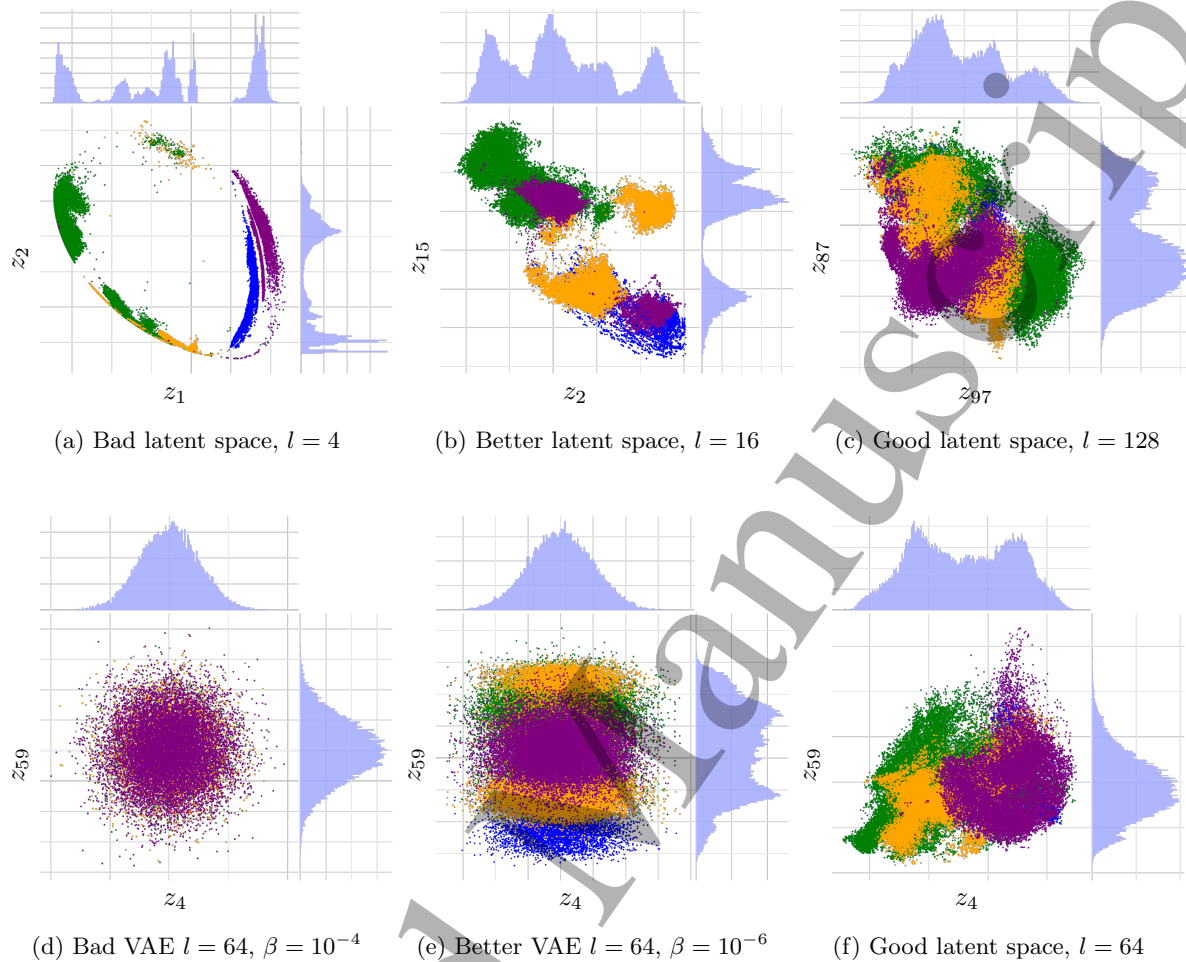 z2
z1
(a) Bad latent space, l = 4
z15
z2
(b) Better latent space, l = 16
z87
z97
(c) Good latent space, l = 128
z59
z4
(d) Bad VAE l = 64, β = 10⁻⁴
z59
z4
(e) Better VAE l = 64, β = 10⁻⁶
z59
z4
(f) Good latent space, l = 64
d Manuscrip